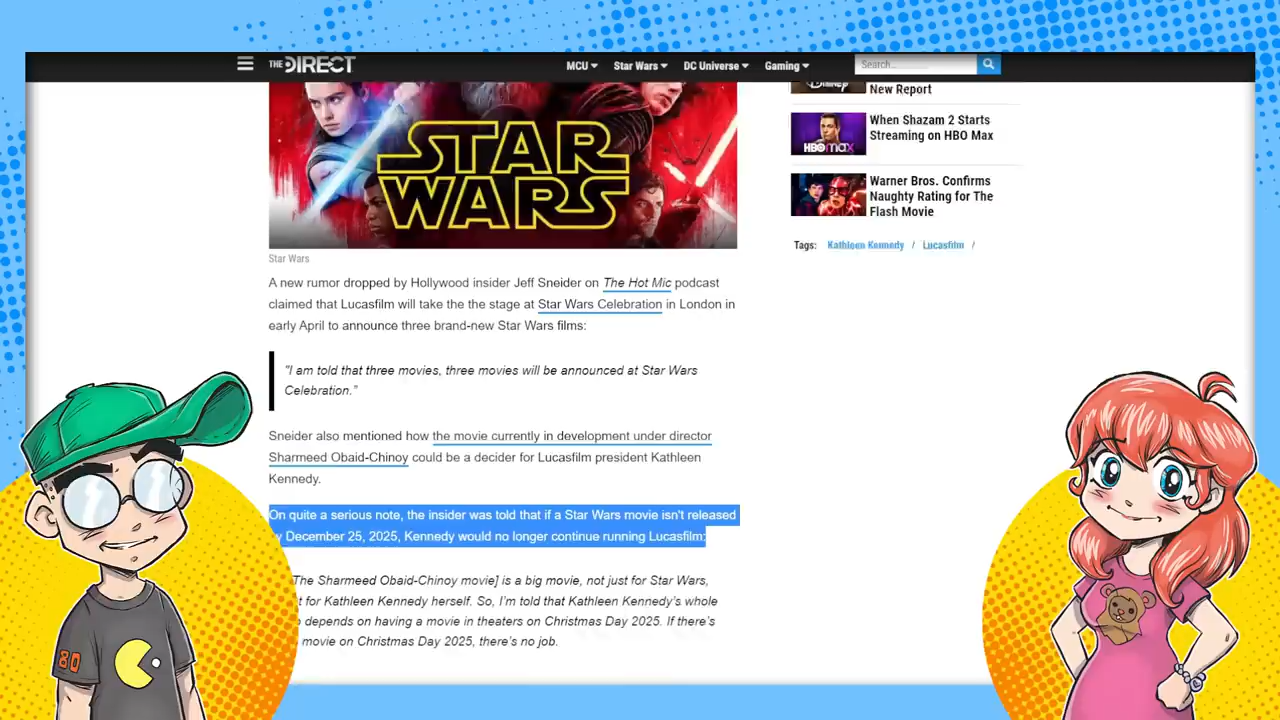 THE DIRECT
MCU
Star Wars
DC Universe
Gaming
Search...
STAR
WARS
Star Wars
A new rumor dropped by Hollywood insider Jeff Sneider on The Hot Mic podcast
claimed that Lucasfilm will take the the stage at Star Wars Celebration in London in
early April to announce three brand-new Star Wars films:
"I am told that three movies, three movies will be announced at Star Wars
Celebration."
Sneider also mentioned how the movie currently in development under director
Sharmeed Obaid-Chinoy could be a decider for Lucasfilm president Kathleen
Kennedy.
On quite a serious note, the insider was told that if a Star Wars movie isn't released
December 25, 2025, Kennedy would no longer continue running Lucasfilm:
The Sharmeed Obaid-Chinoy movie] is a big movie, not just for Star Wars,
for Kathleen Kennedy herself. So, I'm told that Kathleen Kennedy's whole
depends on having a movie in theaters on Christmas Day 2025. If there's
movie on Christmas Day 2025, there's no job.
New Report
HBO max
When Shazam 2 Starts
Streaming on HBO Max
Warner Bros. Confirms
Naughty Rating for The
Flash Movie
Tags: Kathleen Kennedy / Lucasfilm /
80